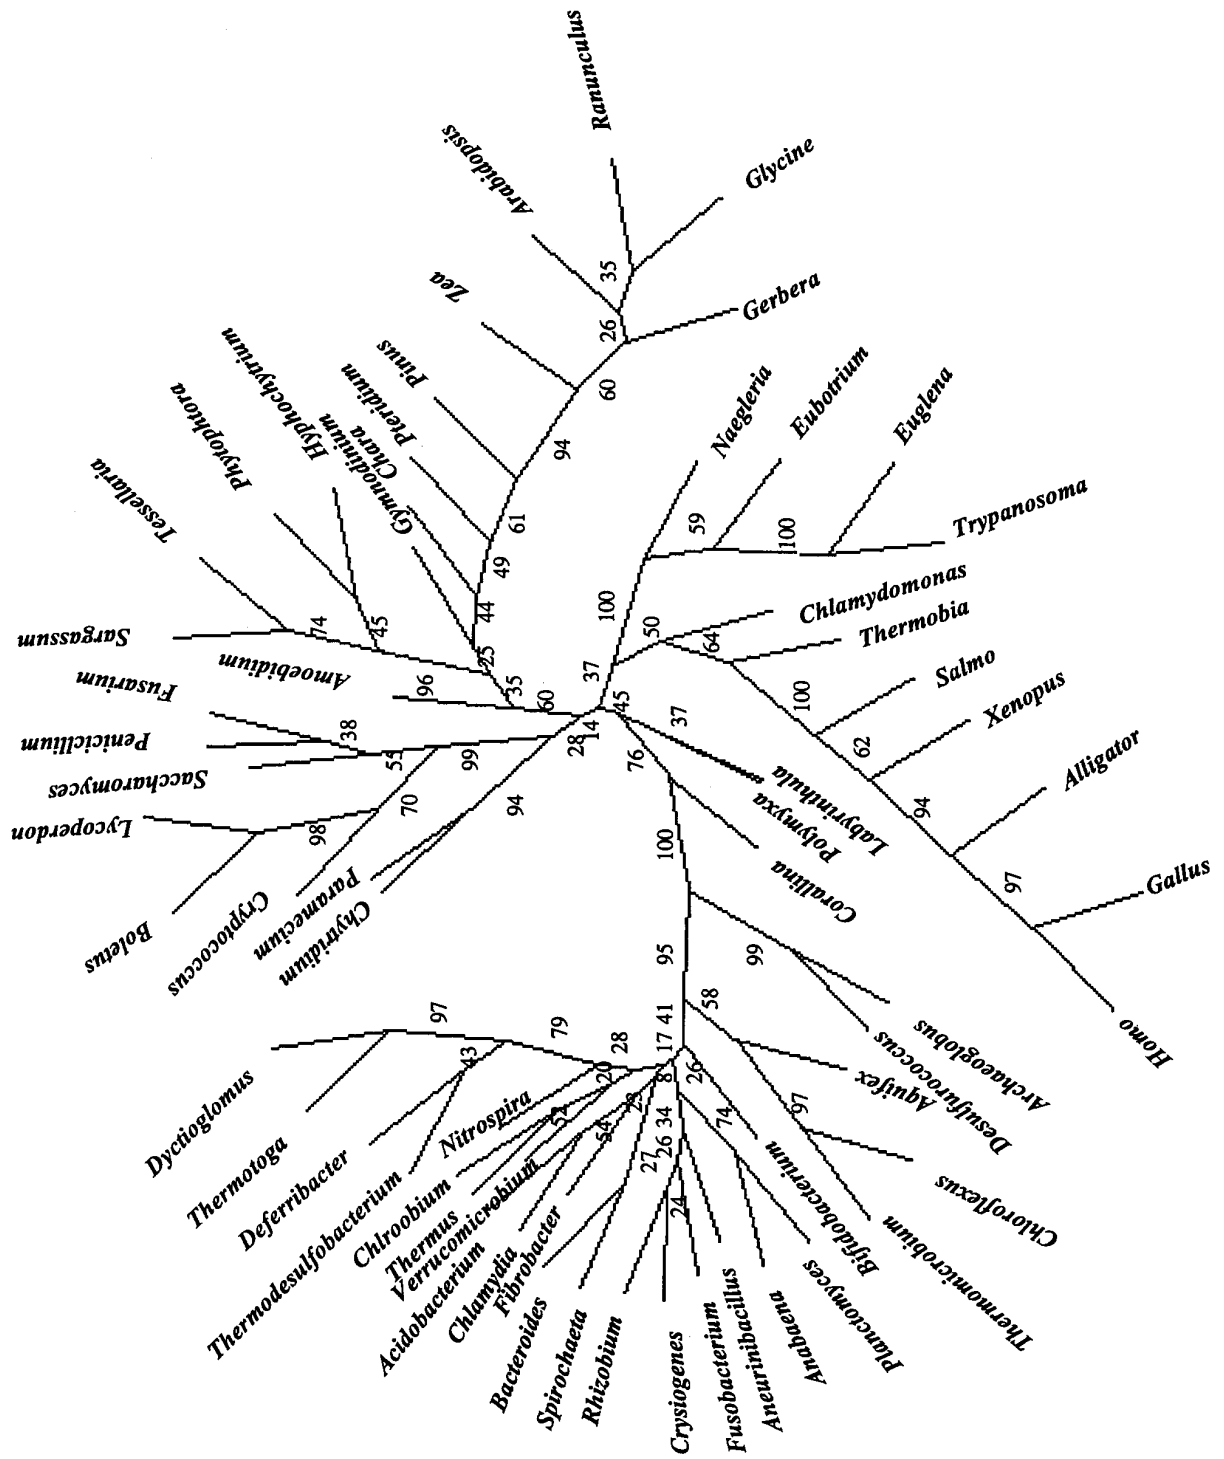 Ranunculus
Arabidopsis
Glycine
35
Zea
Gerbera
26
Pinus
60
Hyphochytrium
Pteridium
Naegleria
Eubotrium
Euglena
Phytophtora
Chara
94
Gymnodinium
Tessellaria
61
59
100
Trypanosoma
49
44
100
Chlamydomonas
Thermobia
74
45
50
64
Sargassum
25
Amoebidium
37
Salmo
Fusarium
96
35
60
45
100
Xenopus
Penicillium
38
14
37
Saccharomyces
55
99
28
76
62
Alligator
Labyrinthula
Polymyxa
Lycoperdon
98
70
94
94
100
Corallina
97
Gallus
Boletus
Cryptococcus
Paramecium
Chytridium
95
99
58
97
79
41
Archaeoglobus
Homo
43
28
17
Desulfurococcus
Aquifex
20
8
26
Dyctioglomus
Nitrospira
52
23
54
34
74
97
Thermotoga
Deferribacter
26
27
Thermodesulfobacterium
Chlroobium
Thermus
Verrucomicrobium
24
Bifidobacterium
Chloroflexus
Acidobacterium
Chlamydia
Fibrobacter
Thermomicrobium
Bacteroides
Spirochaeta
Rhizobium
Crysiogenes
Fusobacterium
Aneurinibacillus
Anabaena
Planctomyces